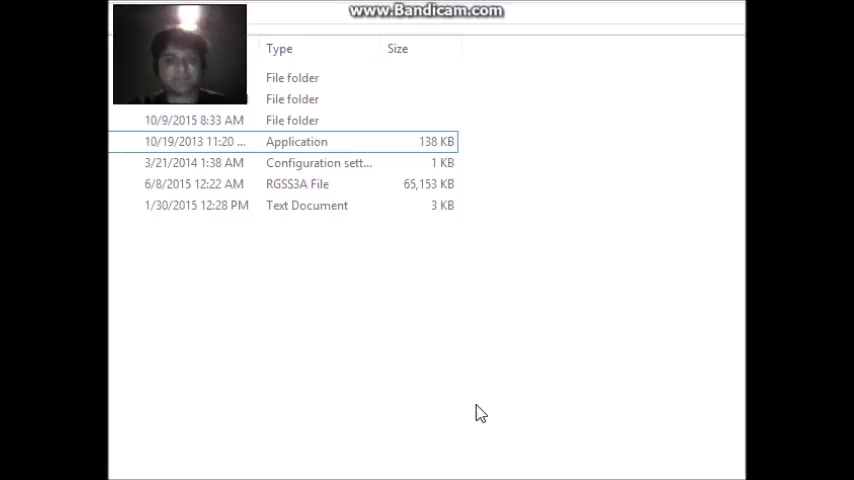 www.Bandicam.com
Type Size
File folder
File folder
10/9/2015 8:33 AM File folder
10/19/2013 11:20 ... Application 138 KB
3/21/2014 1:38 AM Configuration sett... 1 KB
6/8/2015 12:22 AM RGSS3A File 65,153 KB
1/30/2015 12:28 PM Text Document 3 KB